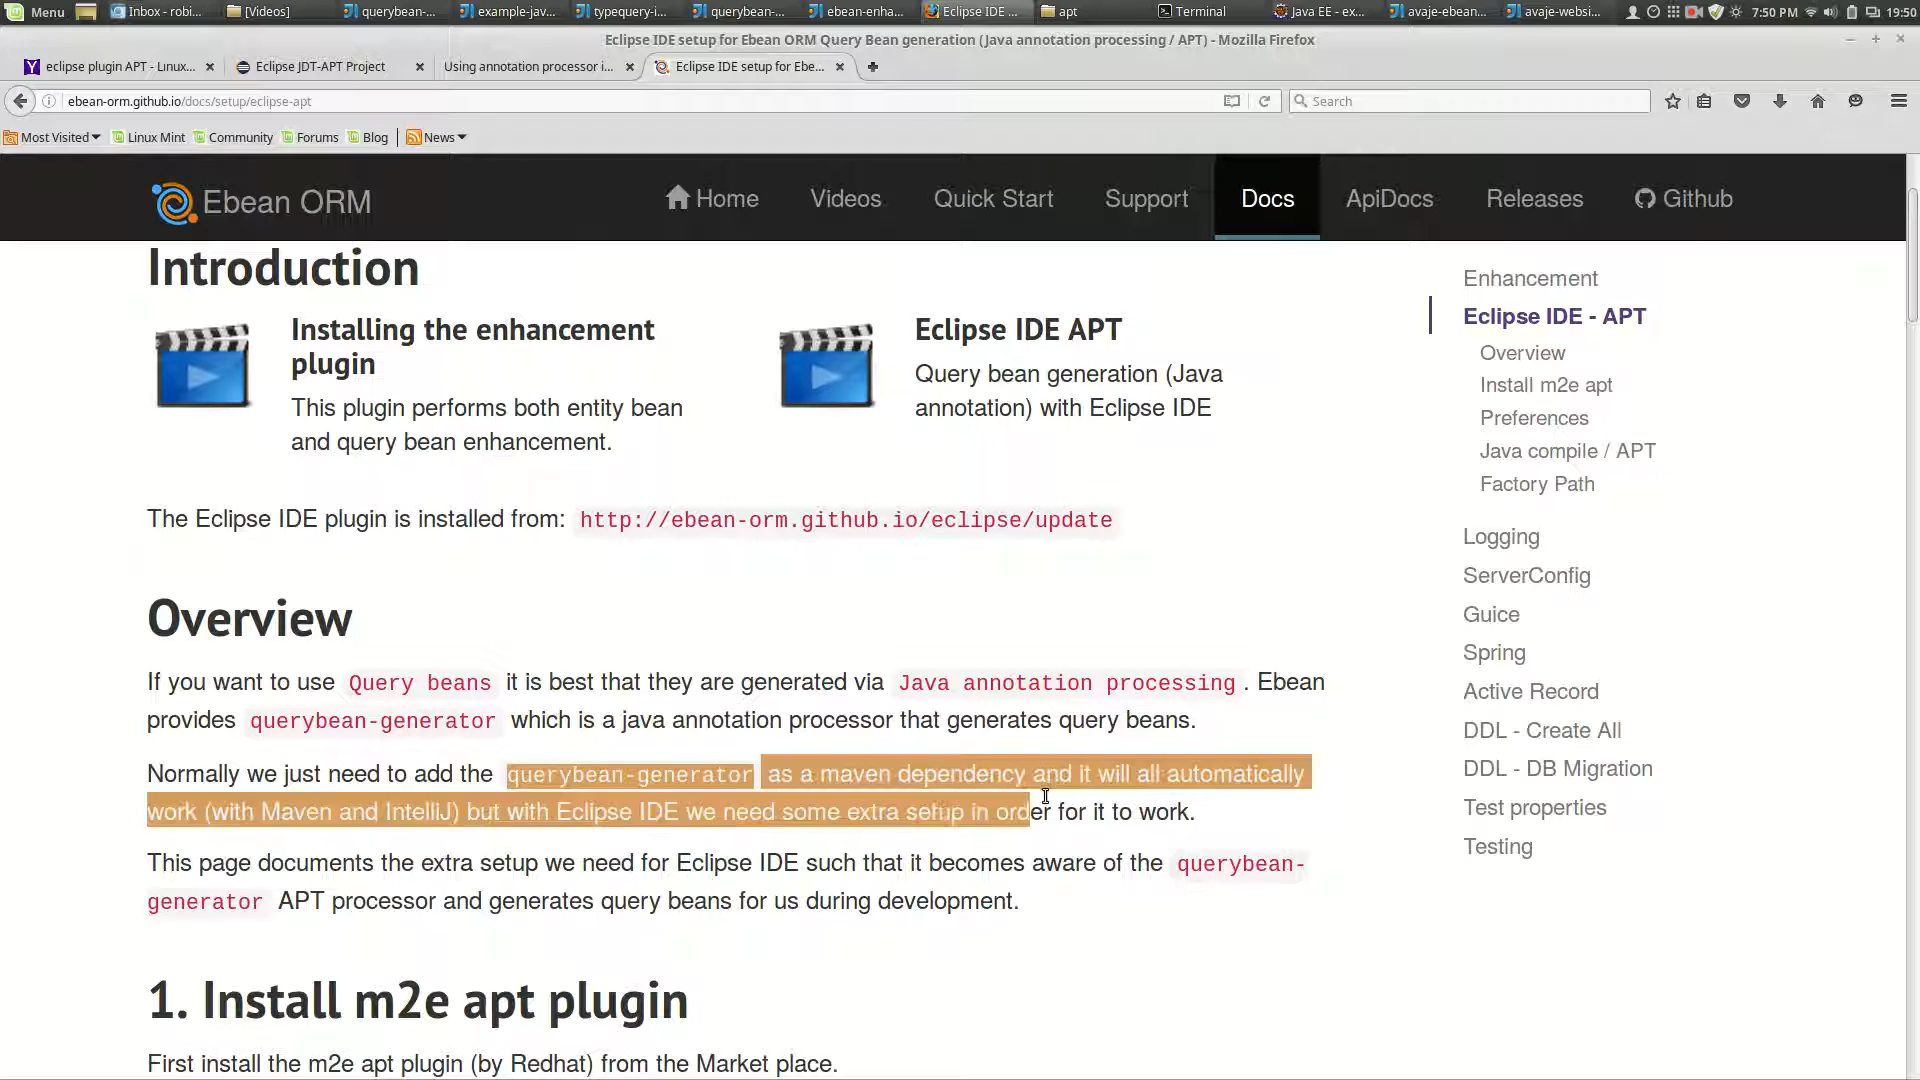 Menu
Inbox - robi...
[Videos]
querybean-...
example-jav...
typequery-i...
querybean-...
ebean-enha...
Eclipse IDE ...
apt
Terminal
Java EE - ex...
avaje-ebean...
avaje-websi...
7:50 PM
19:50
Eclipse IDE setup for Ebean ORM Query Bean generation (Java annotation processing / APT) - Mozilla Firefox
eclipse plugin APT - Linux...
Eclipse JDT-APT Project
Using annotation processor i...
Eclipse IDE setup for Ebe...
ebean-orm.github.io/docs/setup/eclipse-apt
Search
Most Visited
Linux Mint
Community
Forums
Blog
News
Ebean ORM
Home
Videos
Quick Start
Support
Docs
ApiDocs
Releases
Github
Introduction
Installing the enhancement
plugin
This plugin performs both entity bean
and query bean enhancement.
Eclipse IDE APT
Query bean generation (Java
annotation) with Eclipse IDE
The Eclipse IDE plugin is installed from: http://ebean-orm.github.io/eclipse/update
Overview
If you want to use Query beans it is best that they are generated via Java annotation processing . Ebean
provides querybean-generator which is a java annotation processor that generates query beans.
Normally we just need to add the querybean-generator as a maven dependency and it will all automatically
work (with Maven and IntelliJ) but with Eclipse IDE we need some extra setup in order for it to work.
This page documents the extra setup we need for Eclipse IDE such that it becomes aware of the querybean-
generator APT processor and generates query beans for us during development.
1. Install m2e apt plugin
First install the m2e apt plugin (by Redhat) from the Market place.
Enhancement
Eclipse IDE - APT
Overview
Install m2e apt
Preferences
Java compile / APT
Factory Path
Logging
ServerConfig
Guice
Spring
Active Record
DDL - Create All
DDL - DB Migration
Test properties
Testing